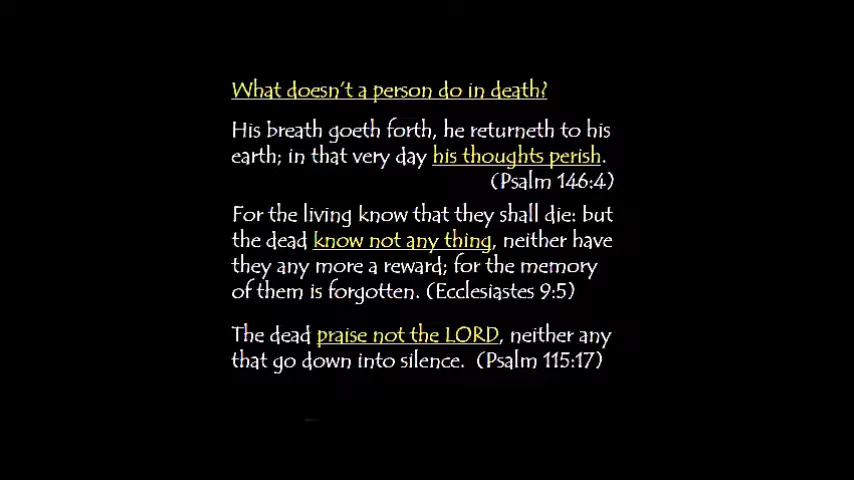 What doesn't a person do in death?
His breath goeth forth, he returneth to his
earth; in that very day his thoughts perish.
(Psalm 146:4)
For the living know that they shall die: but
the dead know not any thing, neither have
they any more a reward; for the memory
of them is forgotten. (Ecclesiastes 9:5)
The dead praise not the LORD, neither any
that go down into silence. (Psalm 115:17)